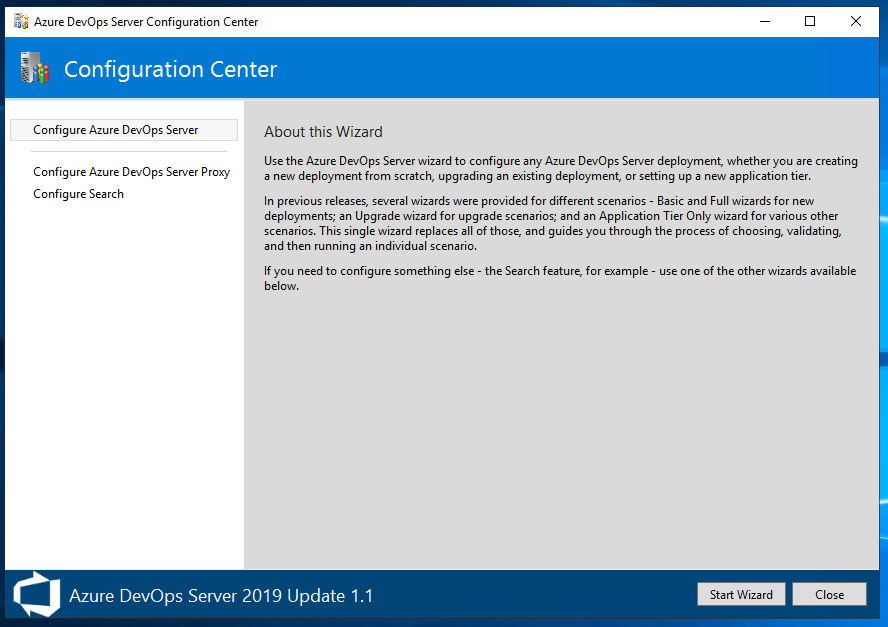 Azure DevOps Server Configuration Center
Configuration Center
Configure Azure DevOps Server
Configure Azure DevOps Server Proxy
Configure Search
About this Wizard
Use the Azure DevOps Server wizard to configure any Azure DevOps Server deployment, whether you are creating
a new deployment from scratch, upgrading an existing deployment, or setting up a new application tier.
In previous releases, several wizards were provided for different scenarios - Basic and Full wizards for new
deployments; an Upgrade wizard for upgrade scenarios; and an Application Tier Only wizard for various other
scenarios. This single wizard replaces all of those, and guides you through the process of choosing, validating,
and then running an individual scenario.
If you need to configure something else - the Search feature, for example - use one of the other wizards available
below.
Azure DevOps Server 2019 Update 1.1
Start Wizard
Close